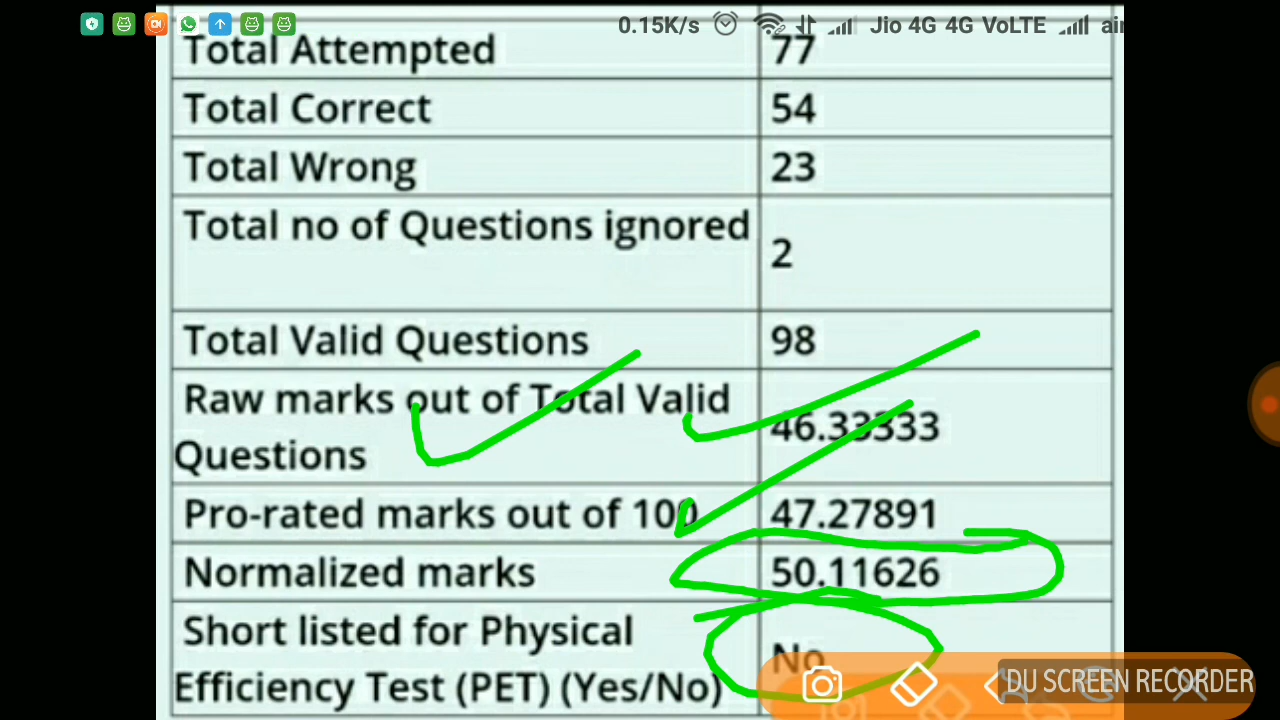 0.15K/s Jio 4G 4G VoLTE air
Total Attempted 77
Total Correct 54
Total Wrong 23
Total no of Questions ignored 2
Total Valid Questions 98
Raw marks out of Total Valid
Questions 46.33333
Pro-rated marks out of 100 47.27891
Normalized marks 50.11626
Short listed for Physical
Efficiency Test (PET) (Yes/No) No
DU SCREEN RECORDER